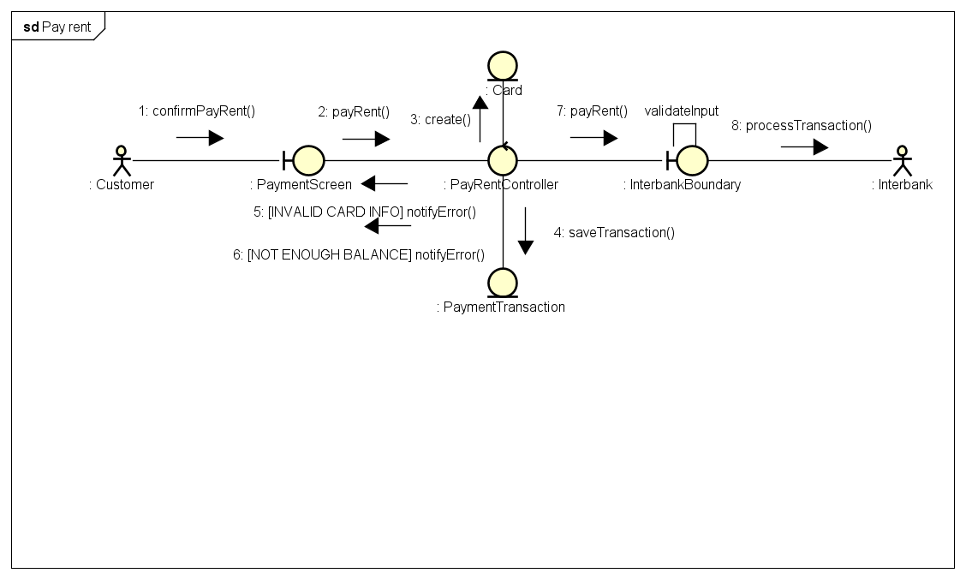 sd Pay rent
: Card
1: confirmPayRent()
2: payRent()
3: create()
7: payRent()
validateInput
8: processTransaction()
: Customer
: PaymentScreen
: PayRentController
: InterbankBoundary
: Interbank
5: [INVALID CARD INFO] notifyError()
4: saveTransaction()
6: [NOT ENOUGH BALANCE] notifyError()
: PaymentTransaction